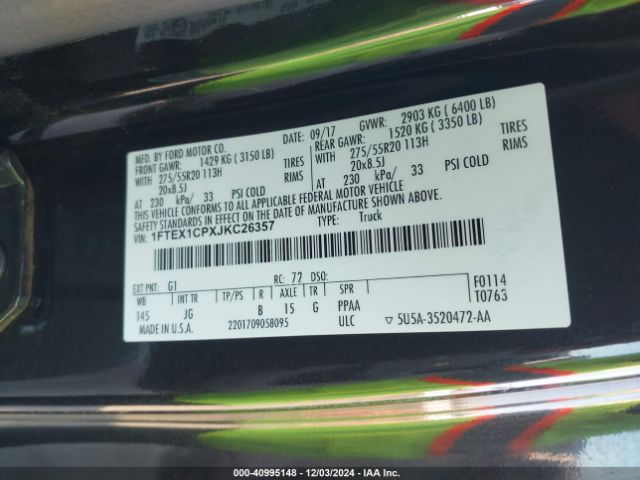 MFD. BY FORD MOTOR CO.
DATE: 09/17
GVWR: 2903 KG ( 6400 LB)
FRONT GAWR: 1429 KG ( 3150 LB)
REAR GAWR: 1520 KG ( 3350 LB)
WITH 275/55R20 113H TIRES
WITH 275/55R20 113H TIRES
20x8.5J RIMS
20x8.5J RIMS
AT 230 kPa/ 33 PSI COLD
AT 230 kPa/ 33 PSI COLD
THIS VEHICLE CONFORMS TO ALL APPLICABLE FEDERAL MOTOR VEHICLE
SAFETY STANDARDS IN EFFECT ON THE DATE OF MANUFACTURE SHOWN ABOVE.
VIN: 1FTEX1CPXJKC26357
TYPE: Truck
EXT PNT: G1 RC: 72 DSO:
WB INT TR TP/PS R AXLE TR SPR
145 JG B 15 G PPAA
F0114
T0763
MADE IN U.S.A. 2201709058095 ULC
▽ 5U5A-3520472-AA
000-40995148 - 12/03/2024 - IAA Inc.